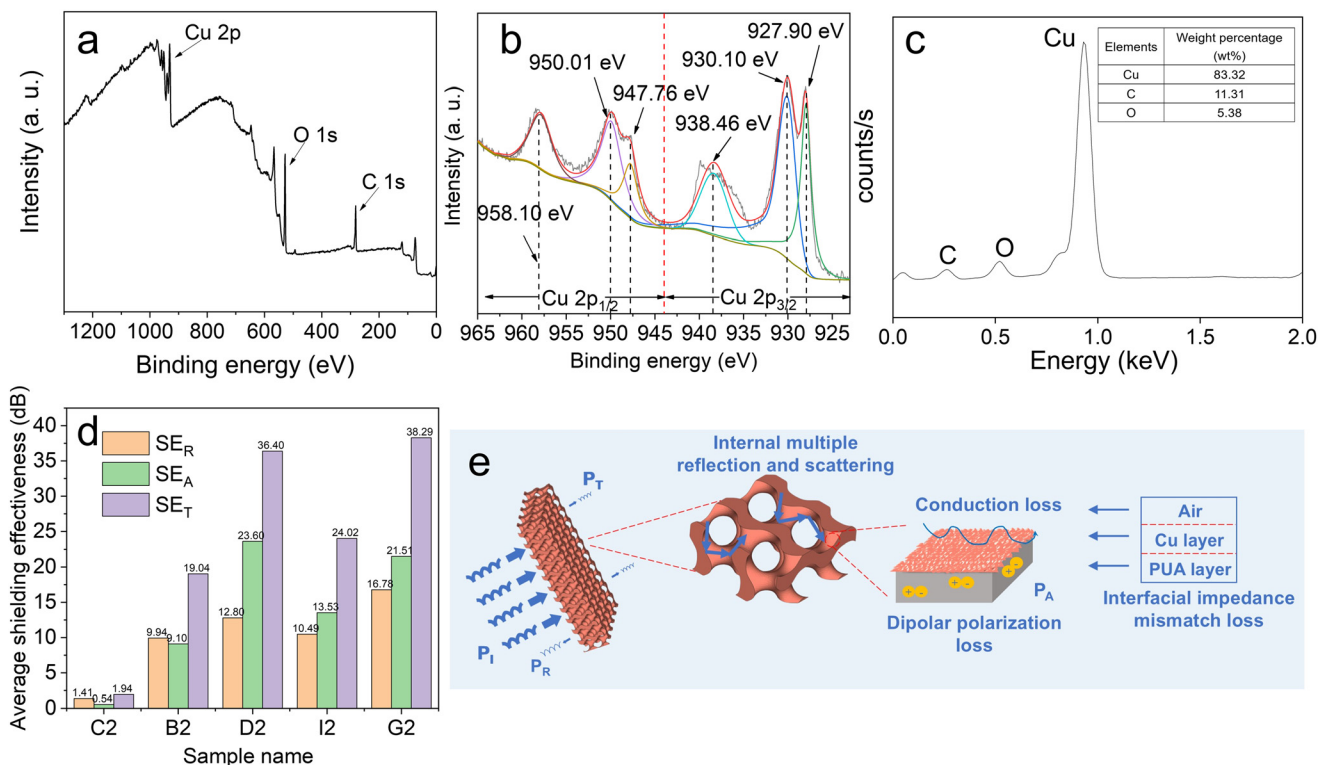 a
Cu 2p
O 1s
C 1s
Intensity (a. u.)
1200 1000 800 600 400 200 0
Binding energy (eV)
b
927.90 eV
930.10 eV
950.01 eV
947.76 eV
938.46 eV
958.10 eV
Cu 2p1/2
Cu 2p3/2
Intensity (a. u.)
965 960 955 950 945 940 935 930 925
Binding energy (eV)
c
Cu
C
O
Elements Weight percentage (wt%)
Cu 83.32
C 11.31
O 5.38
counts/s
0.0 0.5 1.0 1.5 2.0
Energy (keV)
d
SER
SEA
SET
Average shielding effectiveness (dB)
40
35
30
25
20
15
10
5
0
1.41 0.54 1.94
9.94 9.10 19.04
12.80 23.60 36.40
10.49 13.53 24.02
16.78 21.51 38.29
C2 B2 D2 I2 G2
Sample name
e
Internal multiple
reflection and scattering
PT
PI
PR
Conduction loss
PA
Dipolar polarization
loss
Air
Cu layer
PUA layer
Interfacial impedance
mismatch loss